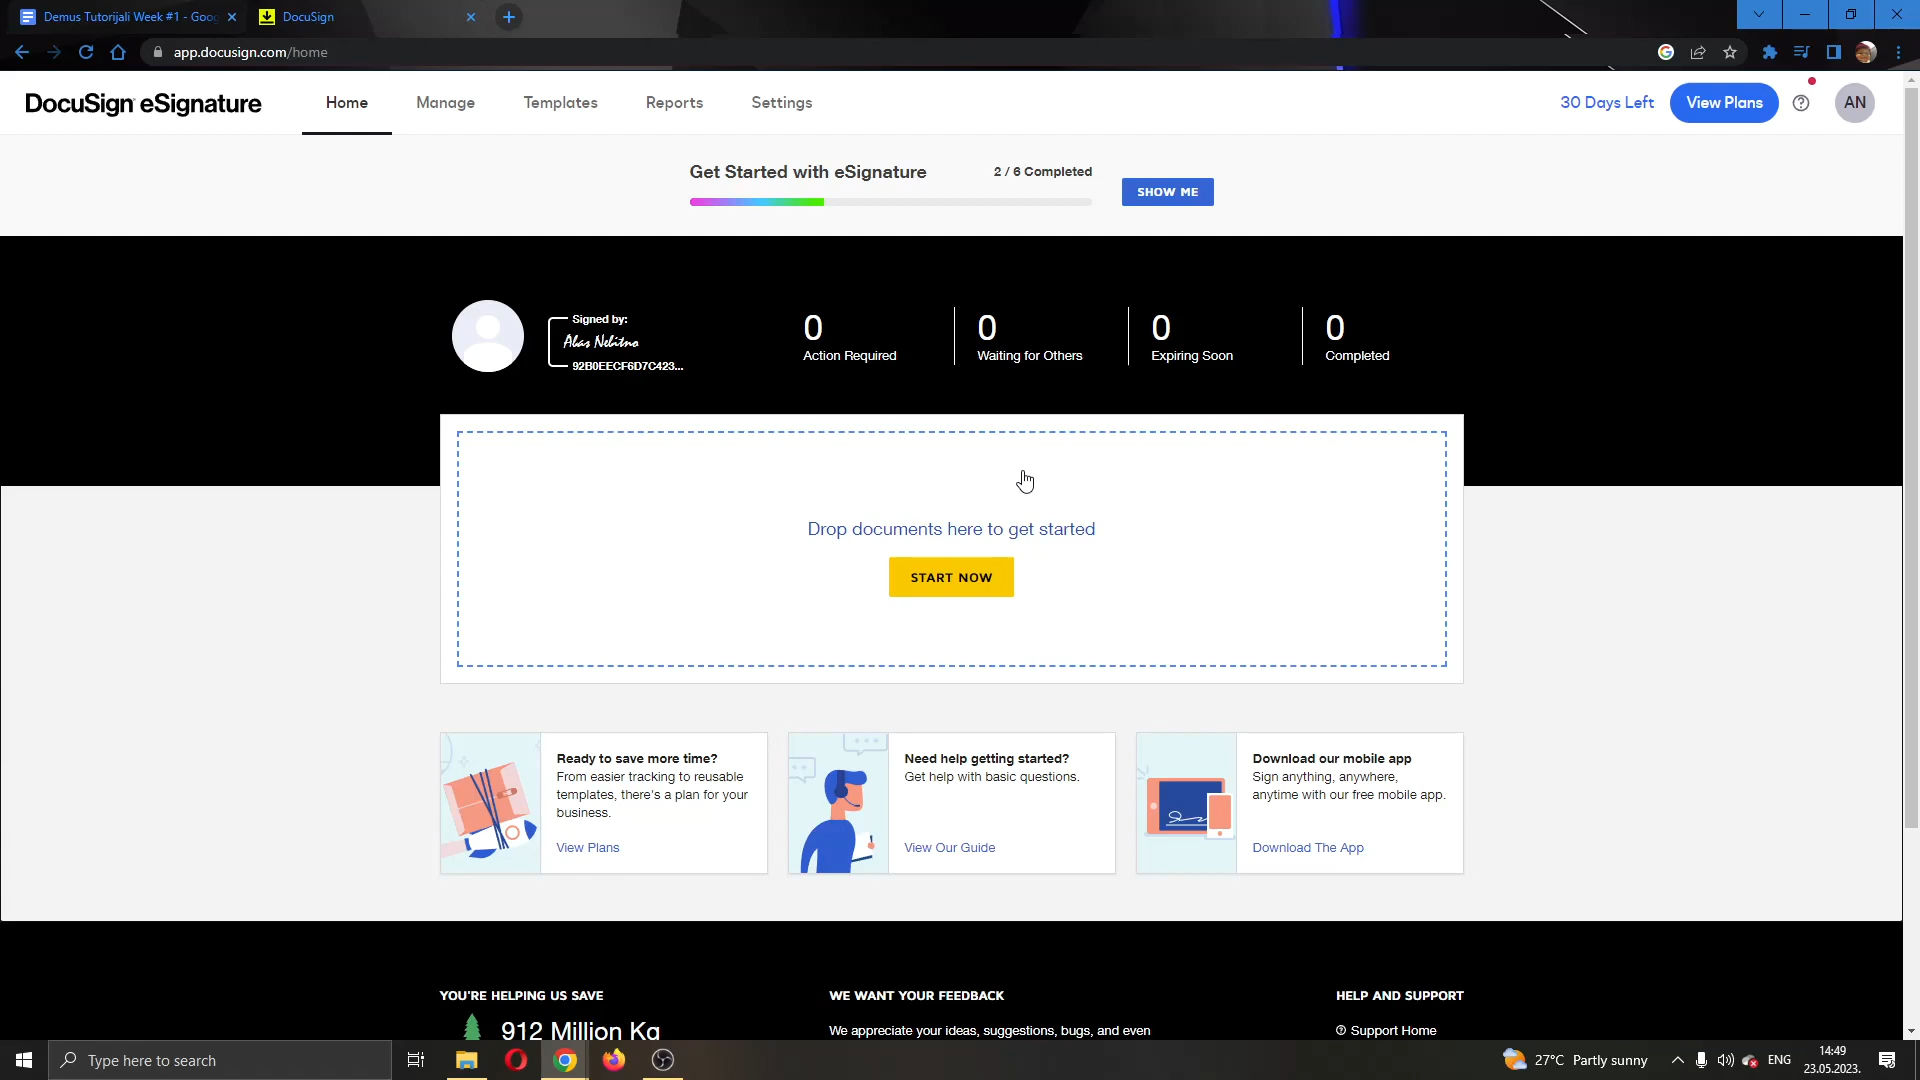 Demus Tutorijali Week #1 - Goo
DocuSign
app.docusign.com/home
DocuSign eSignature
Home
Manage
Templates
Reports
Settings
30 Days Left
View Plans
AN
Get Started with eSignature
2 / 6 Completed
SHOW ME
Signed by:
Abas Nebitno
92B0EECF6D7C423...
0
Action Required
0
Waiting for Others
0
Expiring Soon
0
Completed
Drop documents here to get started
START NOW
Ready to save more time?
From easier tracking to reusable
templates, there's a plan for your
business.
View Plans
Need help getting started?
Get help with basic questions.
View Our Guide
Download our mobile app
Sign anything, anywhere,
anytime with our free mobile app.
Download The App
YOU'RE HELPING US SAVE
912 Million Kg
WE WANT YOUR FEEDBACK
We appreciate your ideas, suggestions, bugs, and even
HELP AND SUPPORT
Support Home
Type here to search
27°C Partly sunny
ENG
14:49
23.05.2023.